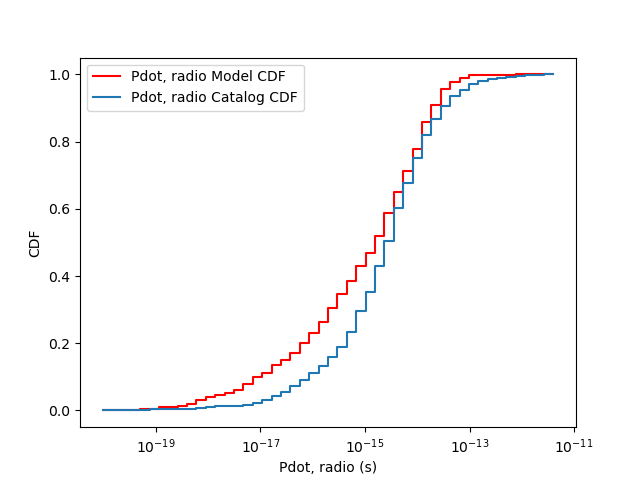 Pdot, radio Model CDF
Pdot, radio Catalog CDF
1.0
0.8
0.6
0.4
0.2
0.0
CDF
10⁻¹⁹ 10⁻¹⁷ 10⁻¹⁵ 10⁻¹³ 10⁻¹¹
Pdot, radio (s)